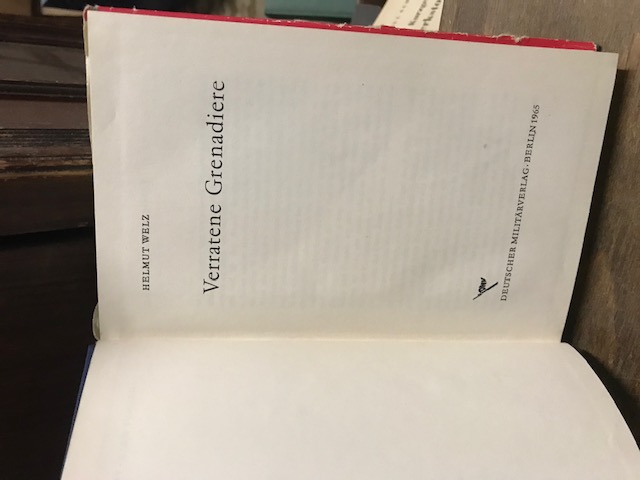 HELMUT WELZ
Verratene Grenadiere
DEUTSCHER MILITÄRVERLAG · BERLIN 1965